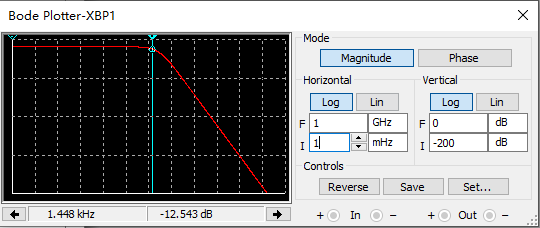 Bode Plotter-XBP1
Mode
Magnitude Phase
Horizontal Vertical
Log Lin Log Lin
F 1 GHz F 0 dB
I 1 mHz I -200 dB
Controls
Reverse Save Set...
1.448 kHz -12.543 dB + In - + Out -